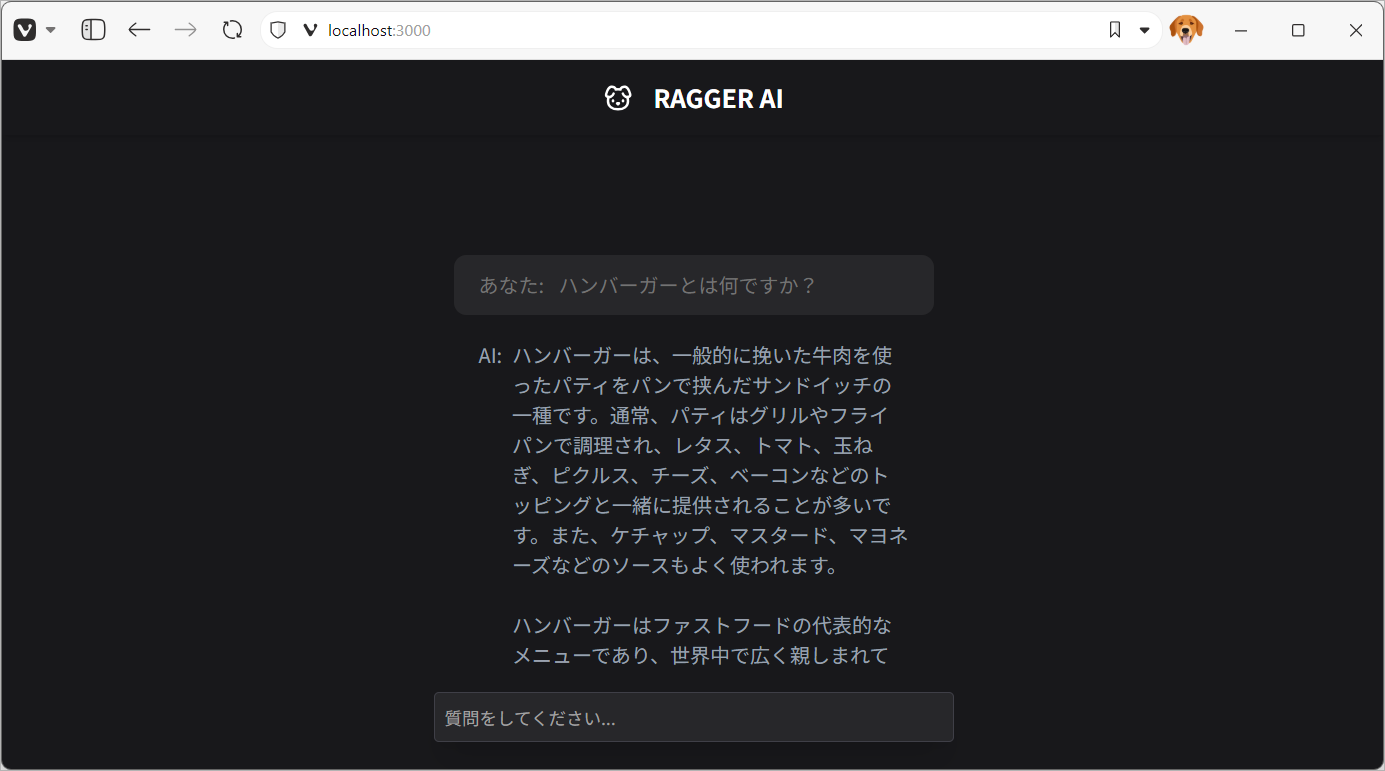 localhost:3000
RAGGER AI
あなた: ハンバーガーとは何ですか？
AI: ハンバーガーは、一般的に挽いた牛肉を使
ったパティをパンで挟んだサンドイッチの
一種です。通常、パティはグリルやフライ
パンで調理され、レタス、トマト、玉ね
ぎ、ピクルス、チーズ、ベーコンなどのト
ッピングと一緒に提供されることが多いで
す。また、ケチャップ、マスタード、マヨネ
ーズなどのソースもよく使われます。
ハンバーガーはファストフードの代表的な
メニューであり、世界中で広く親しまれて
質問をしてください...